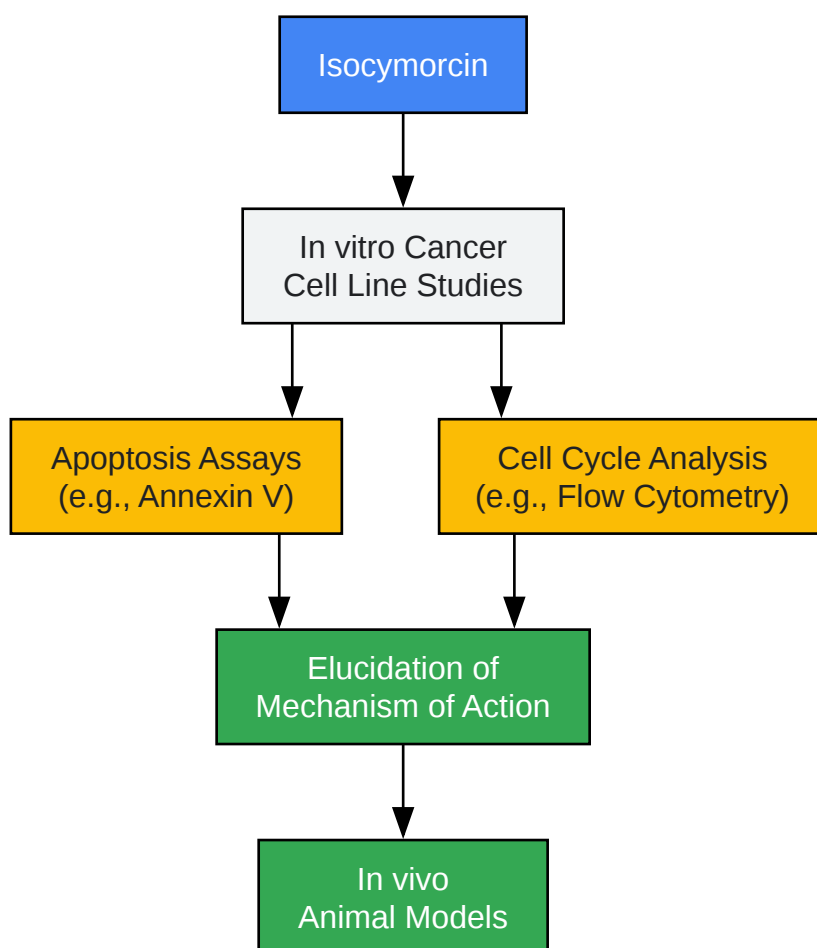 Isocymorcin
In vitro Cancer
Cell Line Studies
Apoptosis Assays
(e.g., Annexin V)
Cell Cycle Analysis
(e.g., Flow Cytometry)
Elucidation of
Mechanism of Action
In vivo
Animal Models